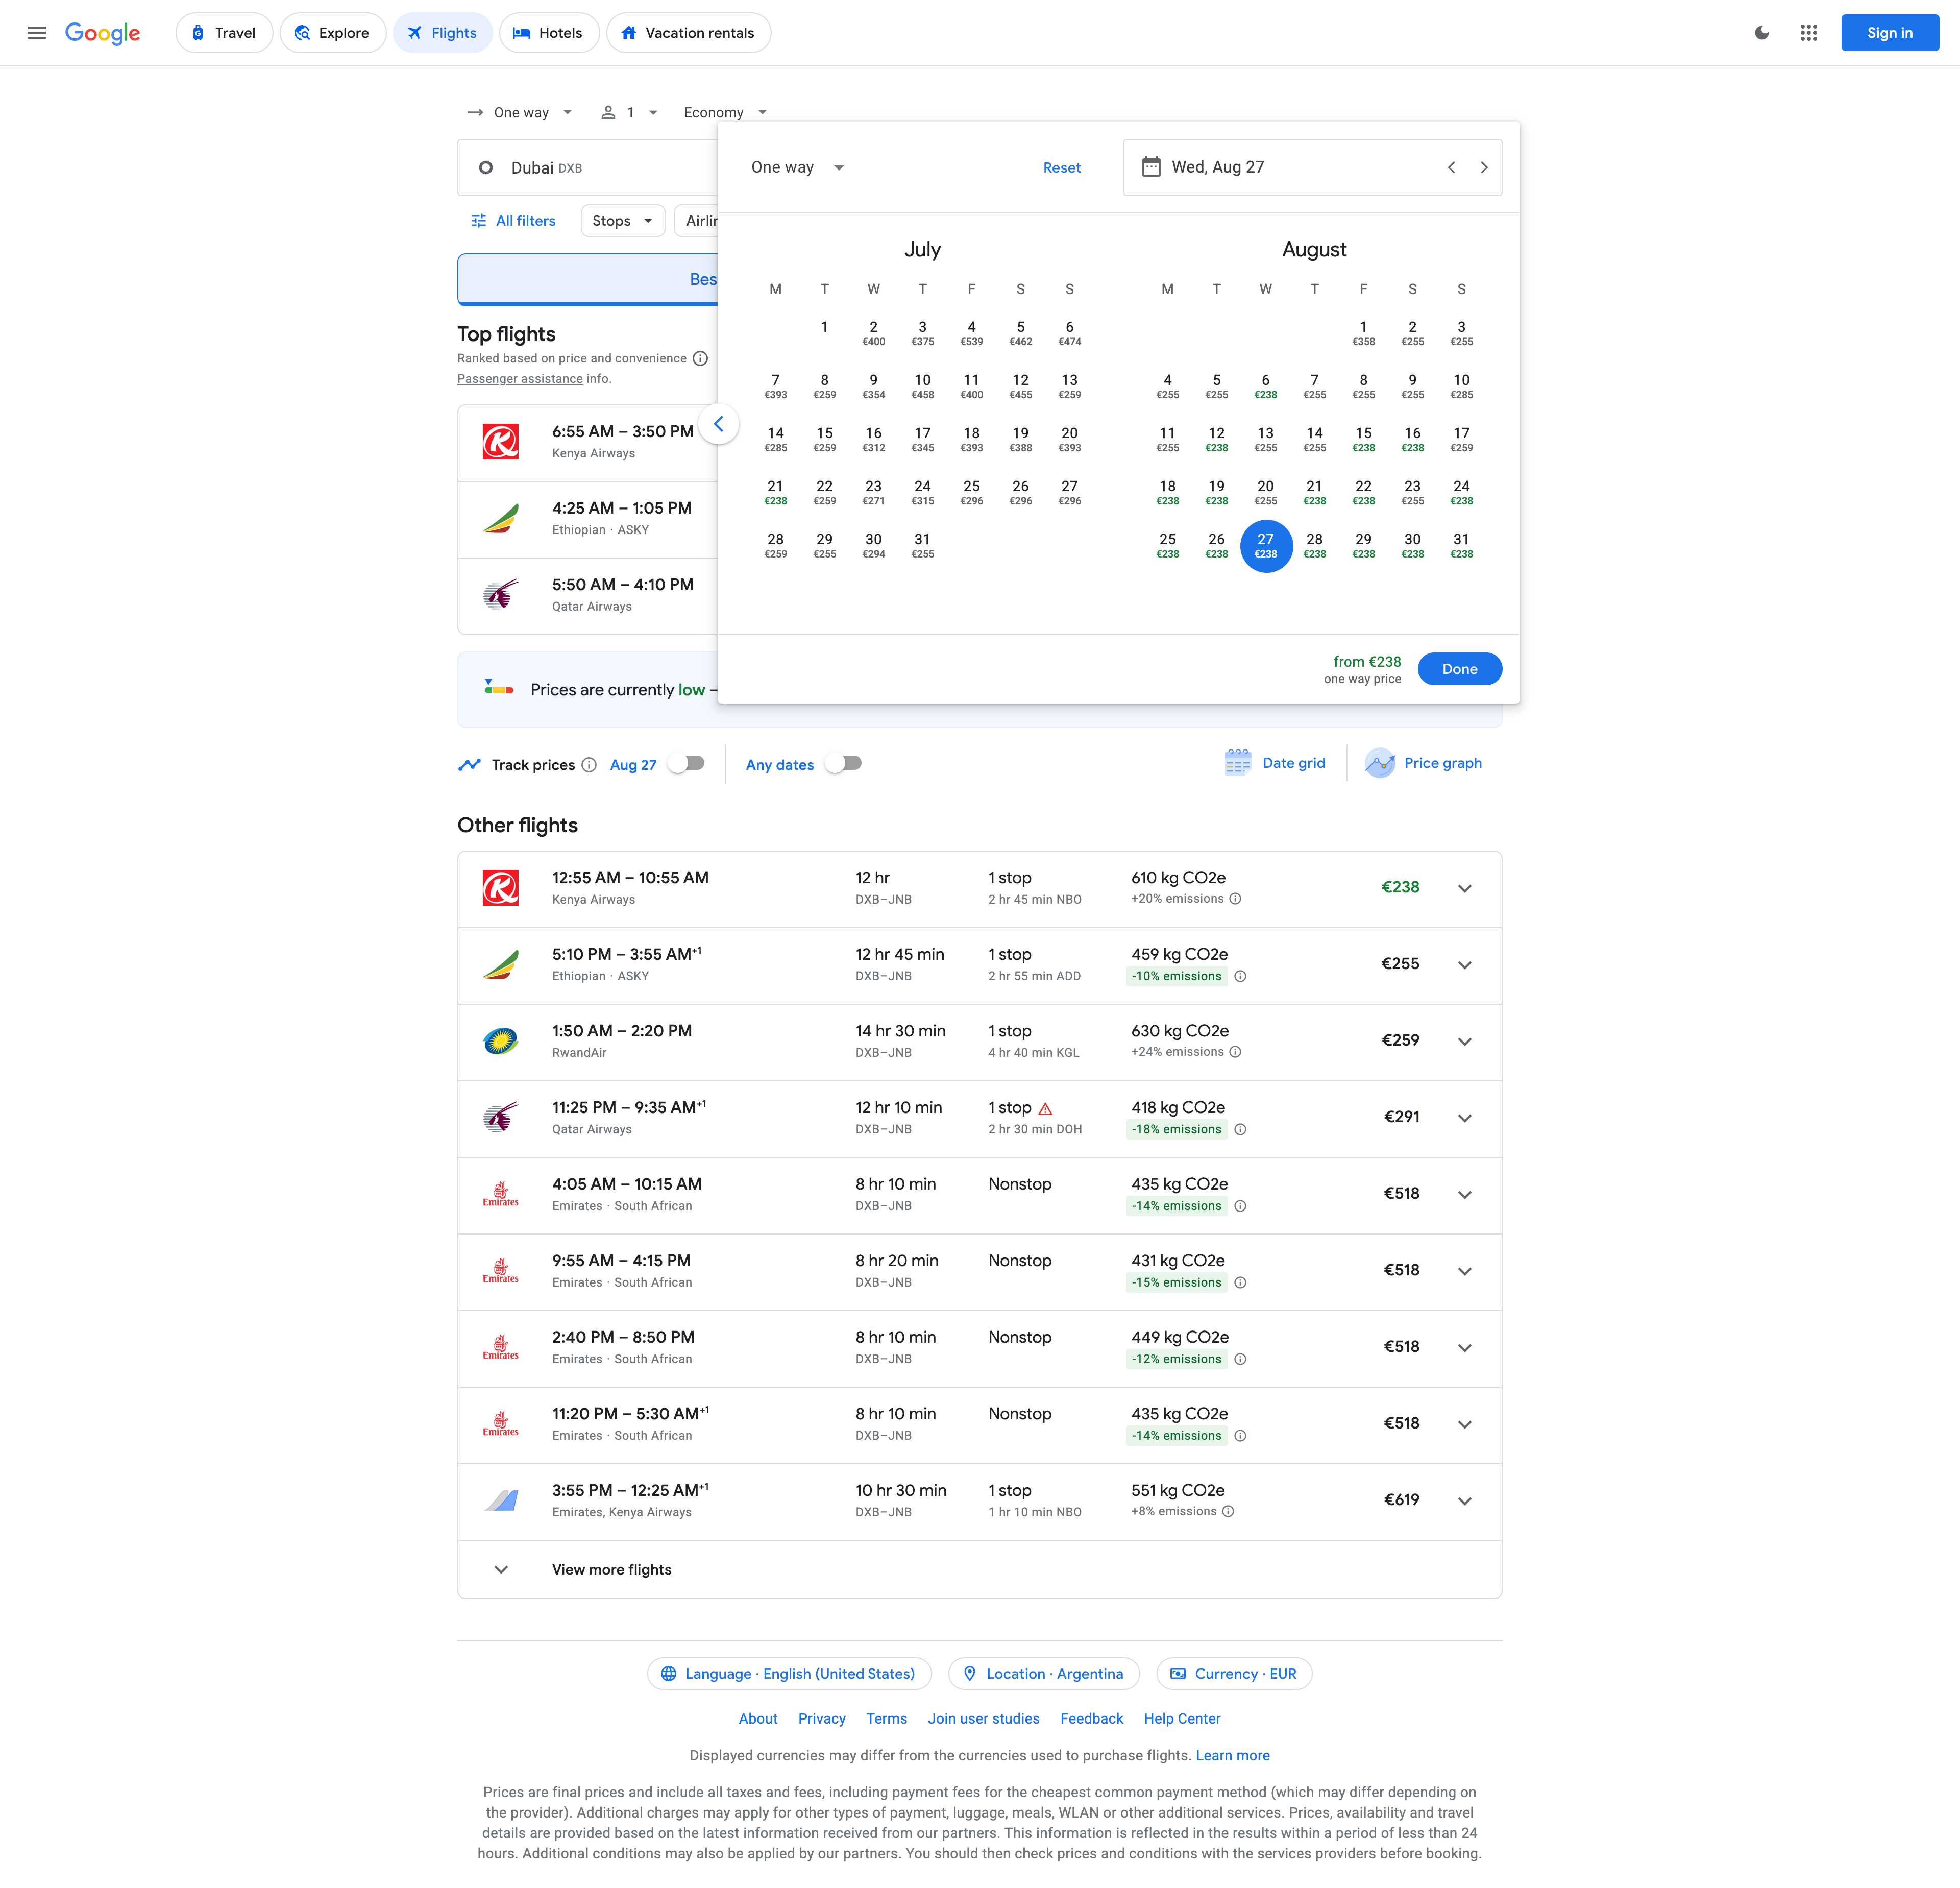 Google Travel Explore Flights Hotels Vacation rentals Sign in
One way 1 Economy
Dubai DXB
One way Reset Wed, Aug 27
All filters Stops Airlin
Bes
July
M T W T F S S
1 2 3 4 5 6
€400 €375 €539 €462 €474
7 8 9 10 11 12 13
€393 €259 €354 €458 €400 €455 €259
14 15 16 17 18 19 20
€285 €259 €312 €345 €393 €388 €393
21 22 23 24 25 26 27
€238 €259 €271 €315 €296 €296 €296
28 29 30 31
€259 €255 €294 €255
August
M T W T F S S
1 2 3
€358 €255 €255
4 5 6 7 8 9 10
€255 €255 €238 €255 €255 €255 €285
11 12 13 14 15 16 17
€255 €238 €255 €255 €238 €238 €259
18 19 20 21 22 23 24
€238 €238 €255 €238 €238 €255 €238
25 26 27 28 29 30 31
€238 €238 €238 €238 €238 €238 €238
from €238
one way price
Done
Top flights
Ranked based on price and convenience
Passenger assistance info.
6:55 AM – 3:50 PM
Kenya Airways
4:25 AM – 1:05 PM
Ethiopian · ASKY
5:50 AM – 4:10 PM
Qatar Airways
Prices are currently low –
Track prices Aug 27 Any dates Date grid Price graph
Other flights
12:55 AM – 10:55 AM 12 hr 1 stop 610 kg CO2e €238
Kenya Airways DXB–JNB 2 hr 45 min NBO +20% emissions
5:10 PM – 3:55 AM+1 12 hr 45 min 1 stop 459 kg CO2e €255
Ethiopian · ASKY DXB–JNB 2 hr 55 min ADD -10% emissions
1:50 AM – 2:20 PM 14 hr 30 min 1 stop 630 kg CO2e €259
RwandAir DXB–JNB 4 hr 40 min KGL +24% emissions
11:25 PM – 9:35 AM+1 12 hr 10 min 1 stop 418 kg CO2e €291
Qatar Airways DXB–JNB 2 hr 30 min DOH -18% emissions
4:05 AM – 10:15 AM 8 hr 10 min Nonstop 435 kg CO2e €518
Emirates
Emirates · South African DXB–JNB -14% emissions
9:55 AM – 4:15 PM 8 hr 20 min Nonstop 431 kg CO2e €518
Emirates
Emirates · South African DXB–JNB -15% emissions
2:40 PM – 8:50 PM 8 hr 10 min Nonstop 449 kg CO2e €518
Emirates
Emirates · South African DXB–JNB -12% emissions
11:20 PM – 5:30 AM+1 8 hr 10 min Nonstop 435 kg CO2e €518
Emirates
Emirates · South African DXB–JNB -14% emissions
3:55 PM – 12:25 AM+1 10 hr 30 min 1 stop 551 kg CO2e €619
Emirates, Kenya Airways DXB–JNB 1 hr 10 min NBO +8% emissions
View more flights
Language · English (United States) Location · Argentina Currency · EUR
About Privacy Terms Join user studies Feedback Help Center
Displayed currencies may differ from the currencies used to purchase flights. Learn more
Prices are final prices and include all taxes and fees, including payment fees for the cheapest common payment method (which may differ depending on
the provider). Additional charges may apply for other types of payment, luggage, meals, WLAN or other additional services. Prices, availability and travel
details are provided based on the latest information received from our partners. This information is reflected in the results within a period of less than 24
hours. Additional conditions may also be applied by our partners. You should then check prices and conditions with the services providers before booking.